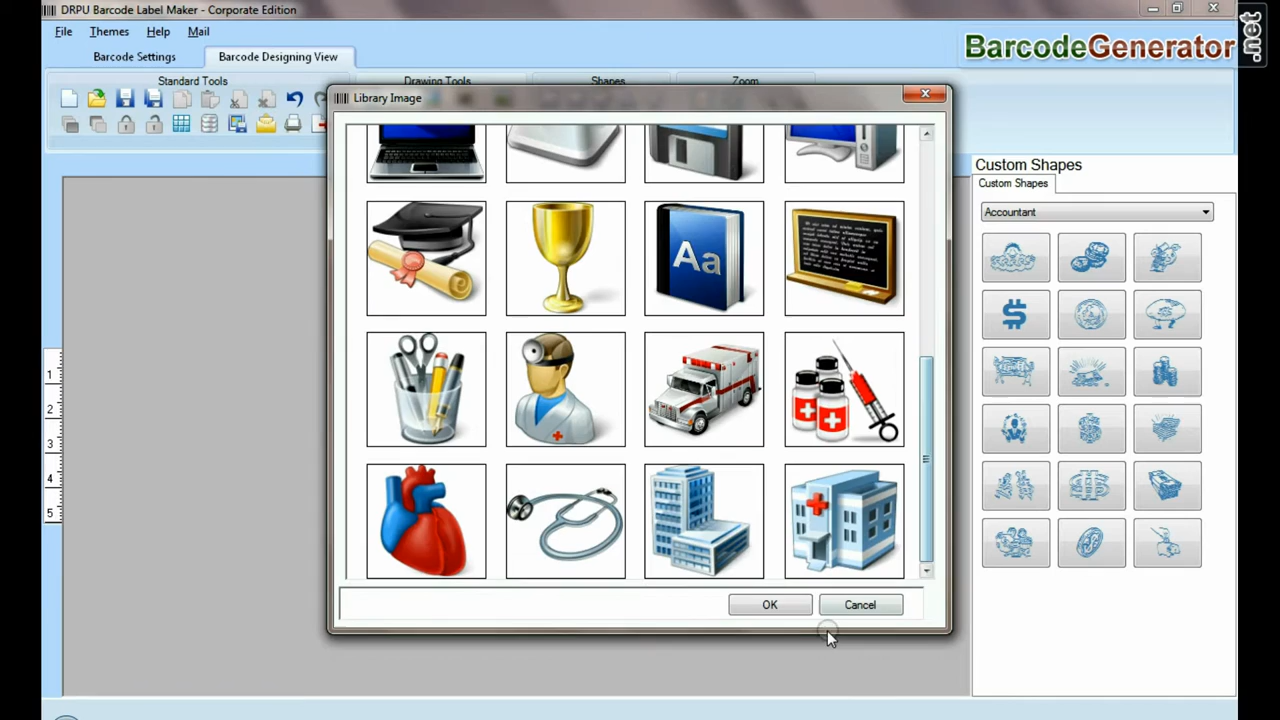 DRPU Barcode Label Maker - Corporate Edition
File Themes Help Mail
BarcodeGenerator.net
Barcode Settings Barcode Designing View
Standard Tools Drawing Tools Shapes Zoom
Library Image
Custom Shapes
Custom Shapes
Accountant
Aa
1
2
3
4
5
OK Cancel